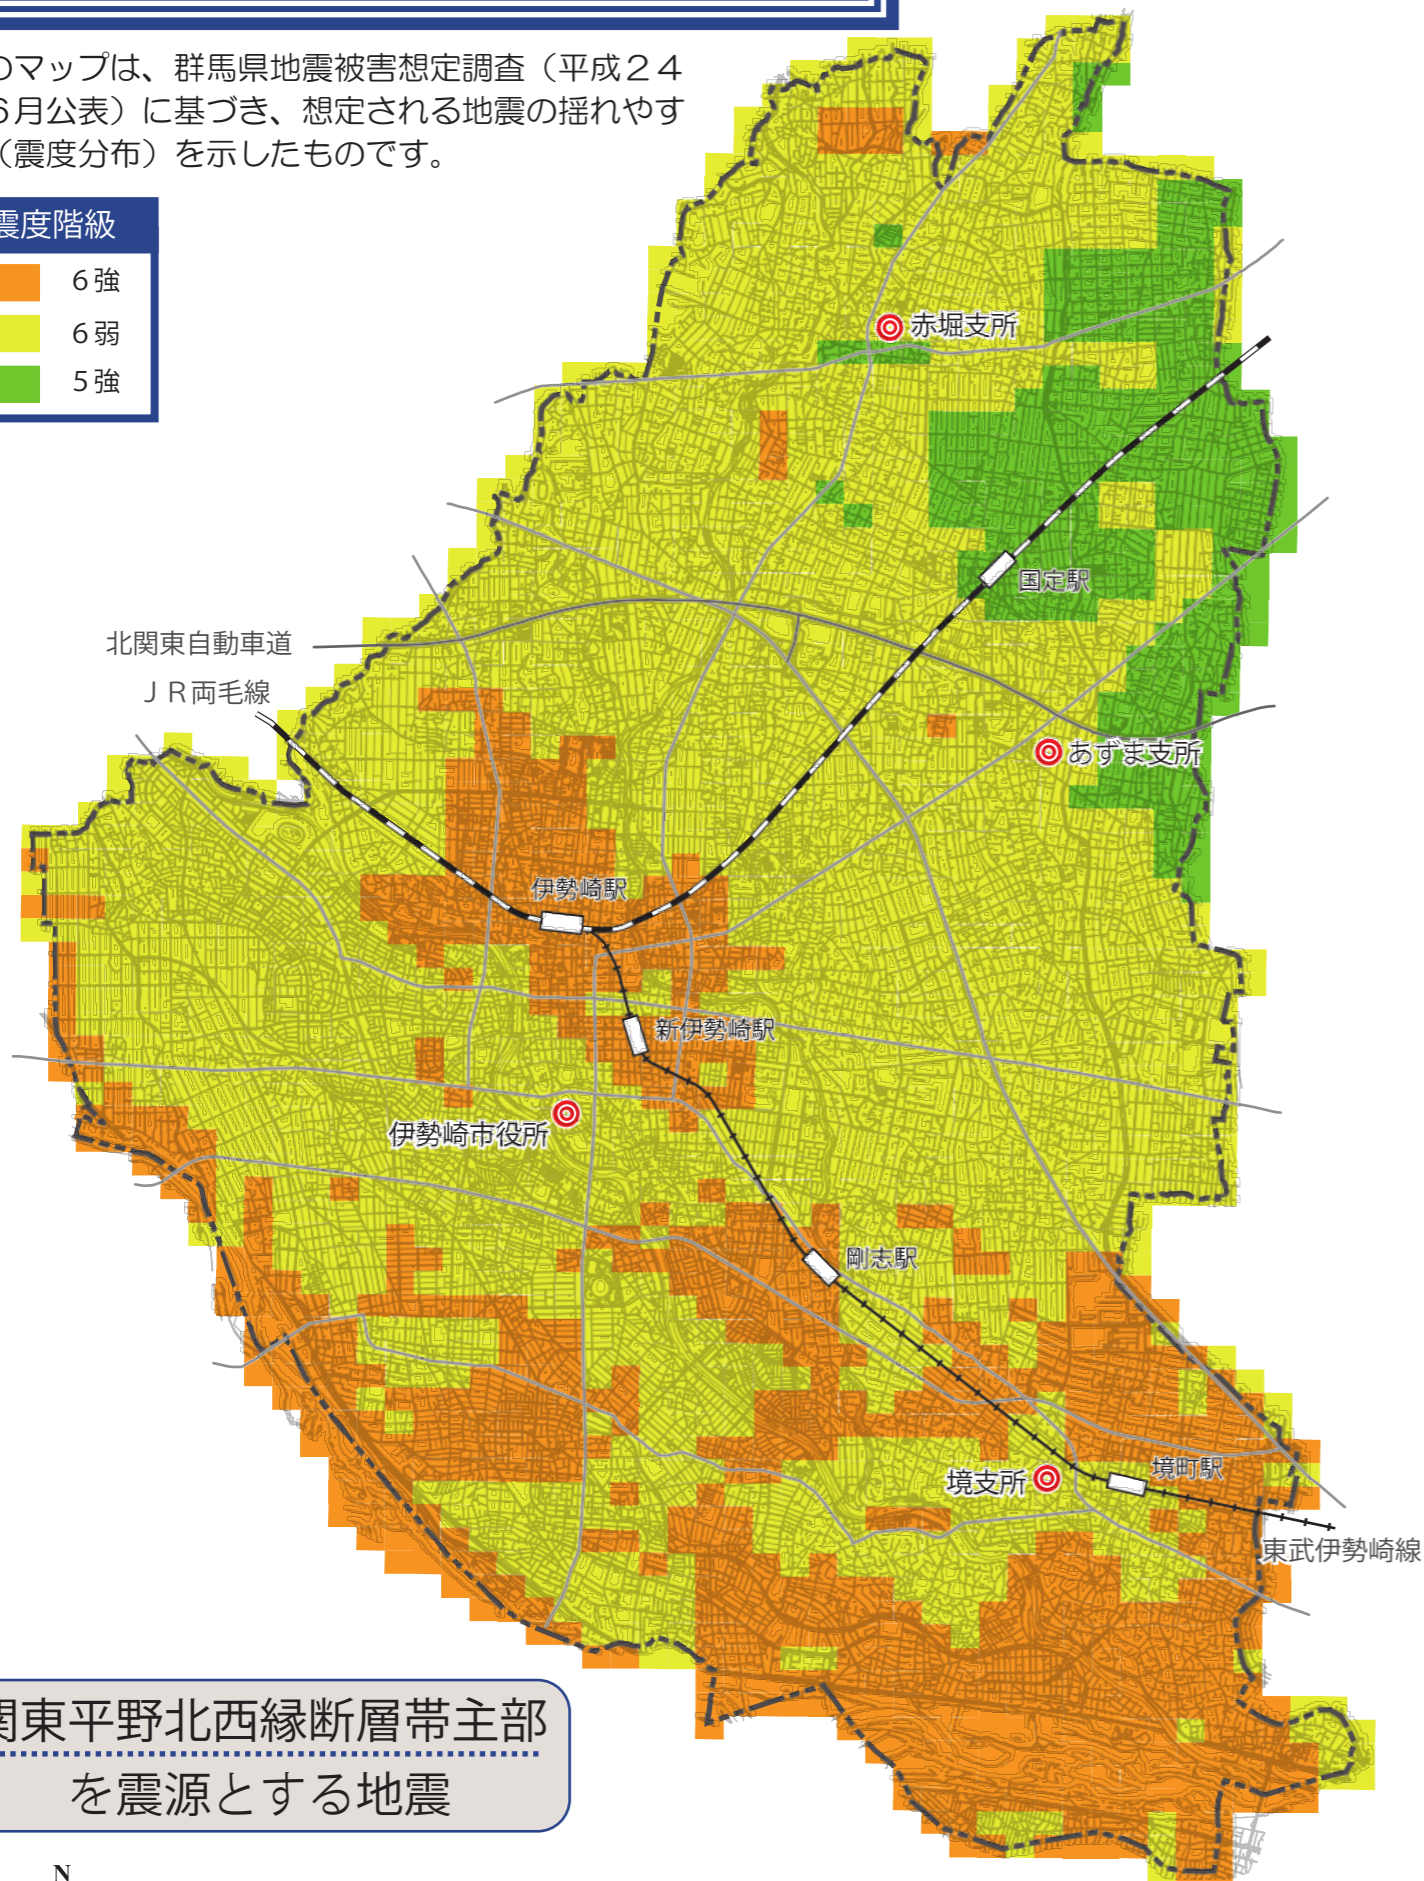 のマップは、群馬県地震被害想定調査（平成２４
６月公表）に基づき、想定される地震の揺れやす
（震度分布）を示したものです。
震度階級
６強
６弱
５強
赤堀支所
国定駅
北関東自動車道
ＪＲ両毛線
あずま支所
伊勢崎駅
新伊勢崎駅
伊勢崎市役所
剛志駅
境支所
境町駅
東武伊勢崎線
関東平野北西縁断層帯主部
を震源とする地震
N